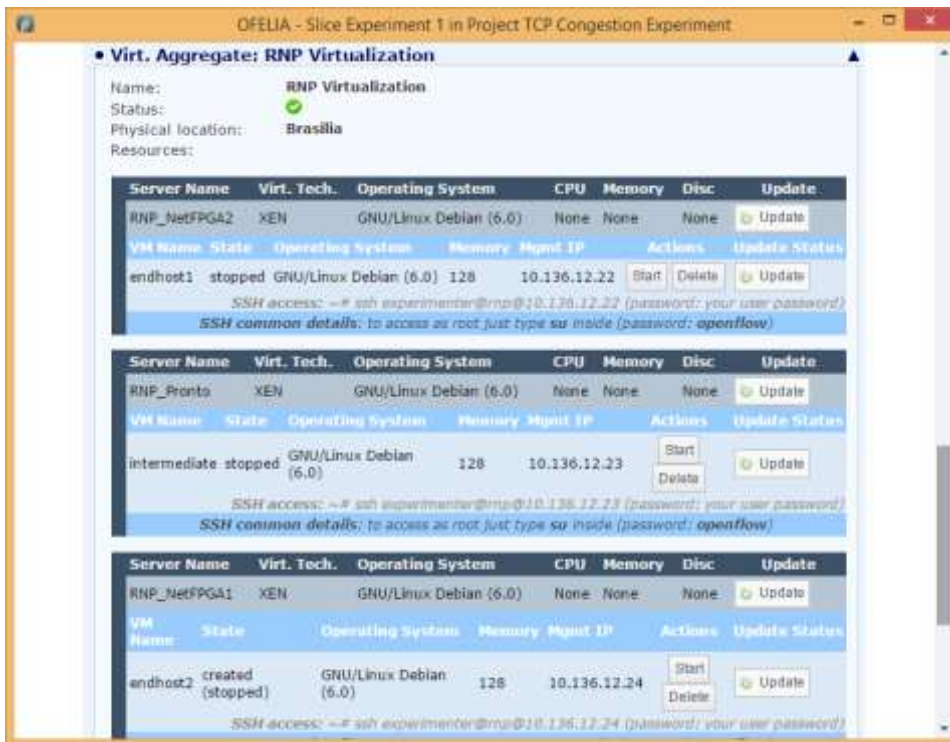 OFELIA - Slice Experiment 1 in Project TCP Congestion Experiment
• Virt. Aggregate: RNP Virtualization
Name: RNP Virtualization
Status:
Physical location: Brasilia
Resources:
Server Name Virt. Tech. Operating System CPU Memory Disc Update
RNP_NetFPGA2 XEN GNU/Linux Debian (6.0) None None None Update
VM Name State Operating System Memory Mgmt IP Actions Update Status
endhost1 stopped GNU/Linux Debian (6.0) 128 10.136.12.22 Start Delete Update
SSH access: ~# ssh experimenter@rnp@10.136.12.22 (password: your user password)
SSH common details: to access as root just type su inside (password: openflow)
Server Name Virt. Tech. Operating System CPU Memory Disc Update
RNP_Pronto XEN GNU/Linux Debian (6.0) None None None Update
VM Name State Operating System Memory Mgmt IP Actions Update Status
intermediate stopped GNU/Linux Debian (6.0) 128 10.136.12.23 Start Delete Update
SSH access: ~# ssh experimenter@rnp@10.136.12.23 (password: your user password)
SSH common details: to access as root just type su inside (password: openflow)
Server Name Virt. Tech. Operating System CPU Memory Disc Update
RNP_NetFPGA1 XEN GNU/Linux Debian (6.0) None None None Update
VM Name State Operating System Memory Mgmt IP Actions Update Status
endhost2 created (stopped) GNU/Linux Debian (6.0) 128 10.136.12.24 Start Delete Update
SSH access: ~# ssh experimenter@rnp@10.136.12.24 (password: your user password)